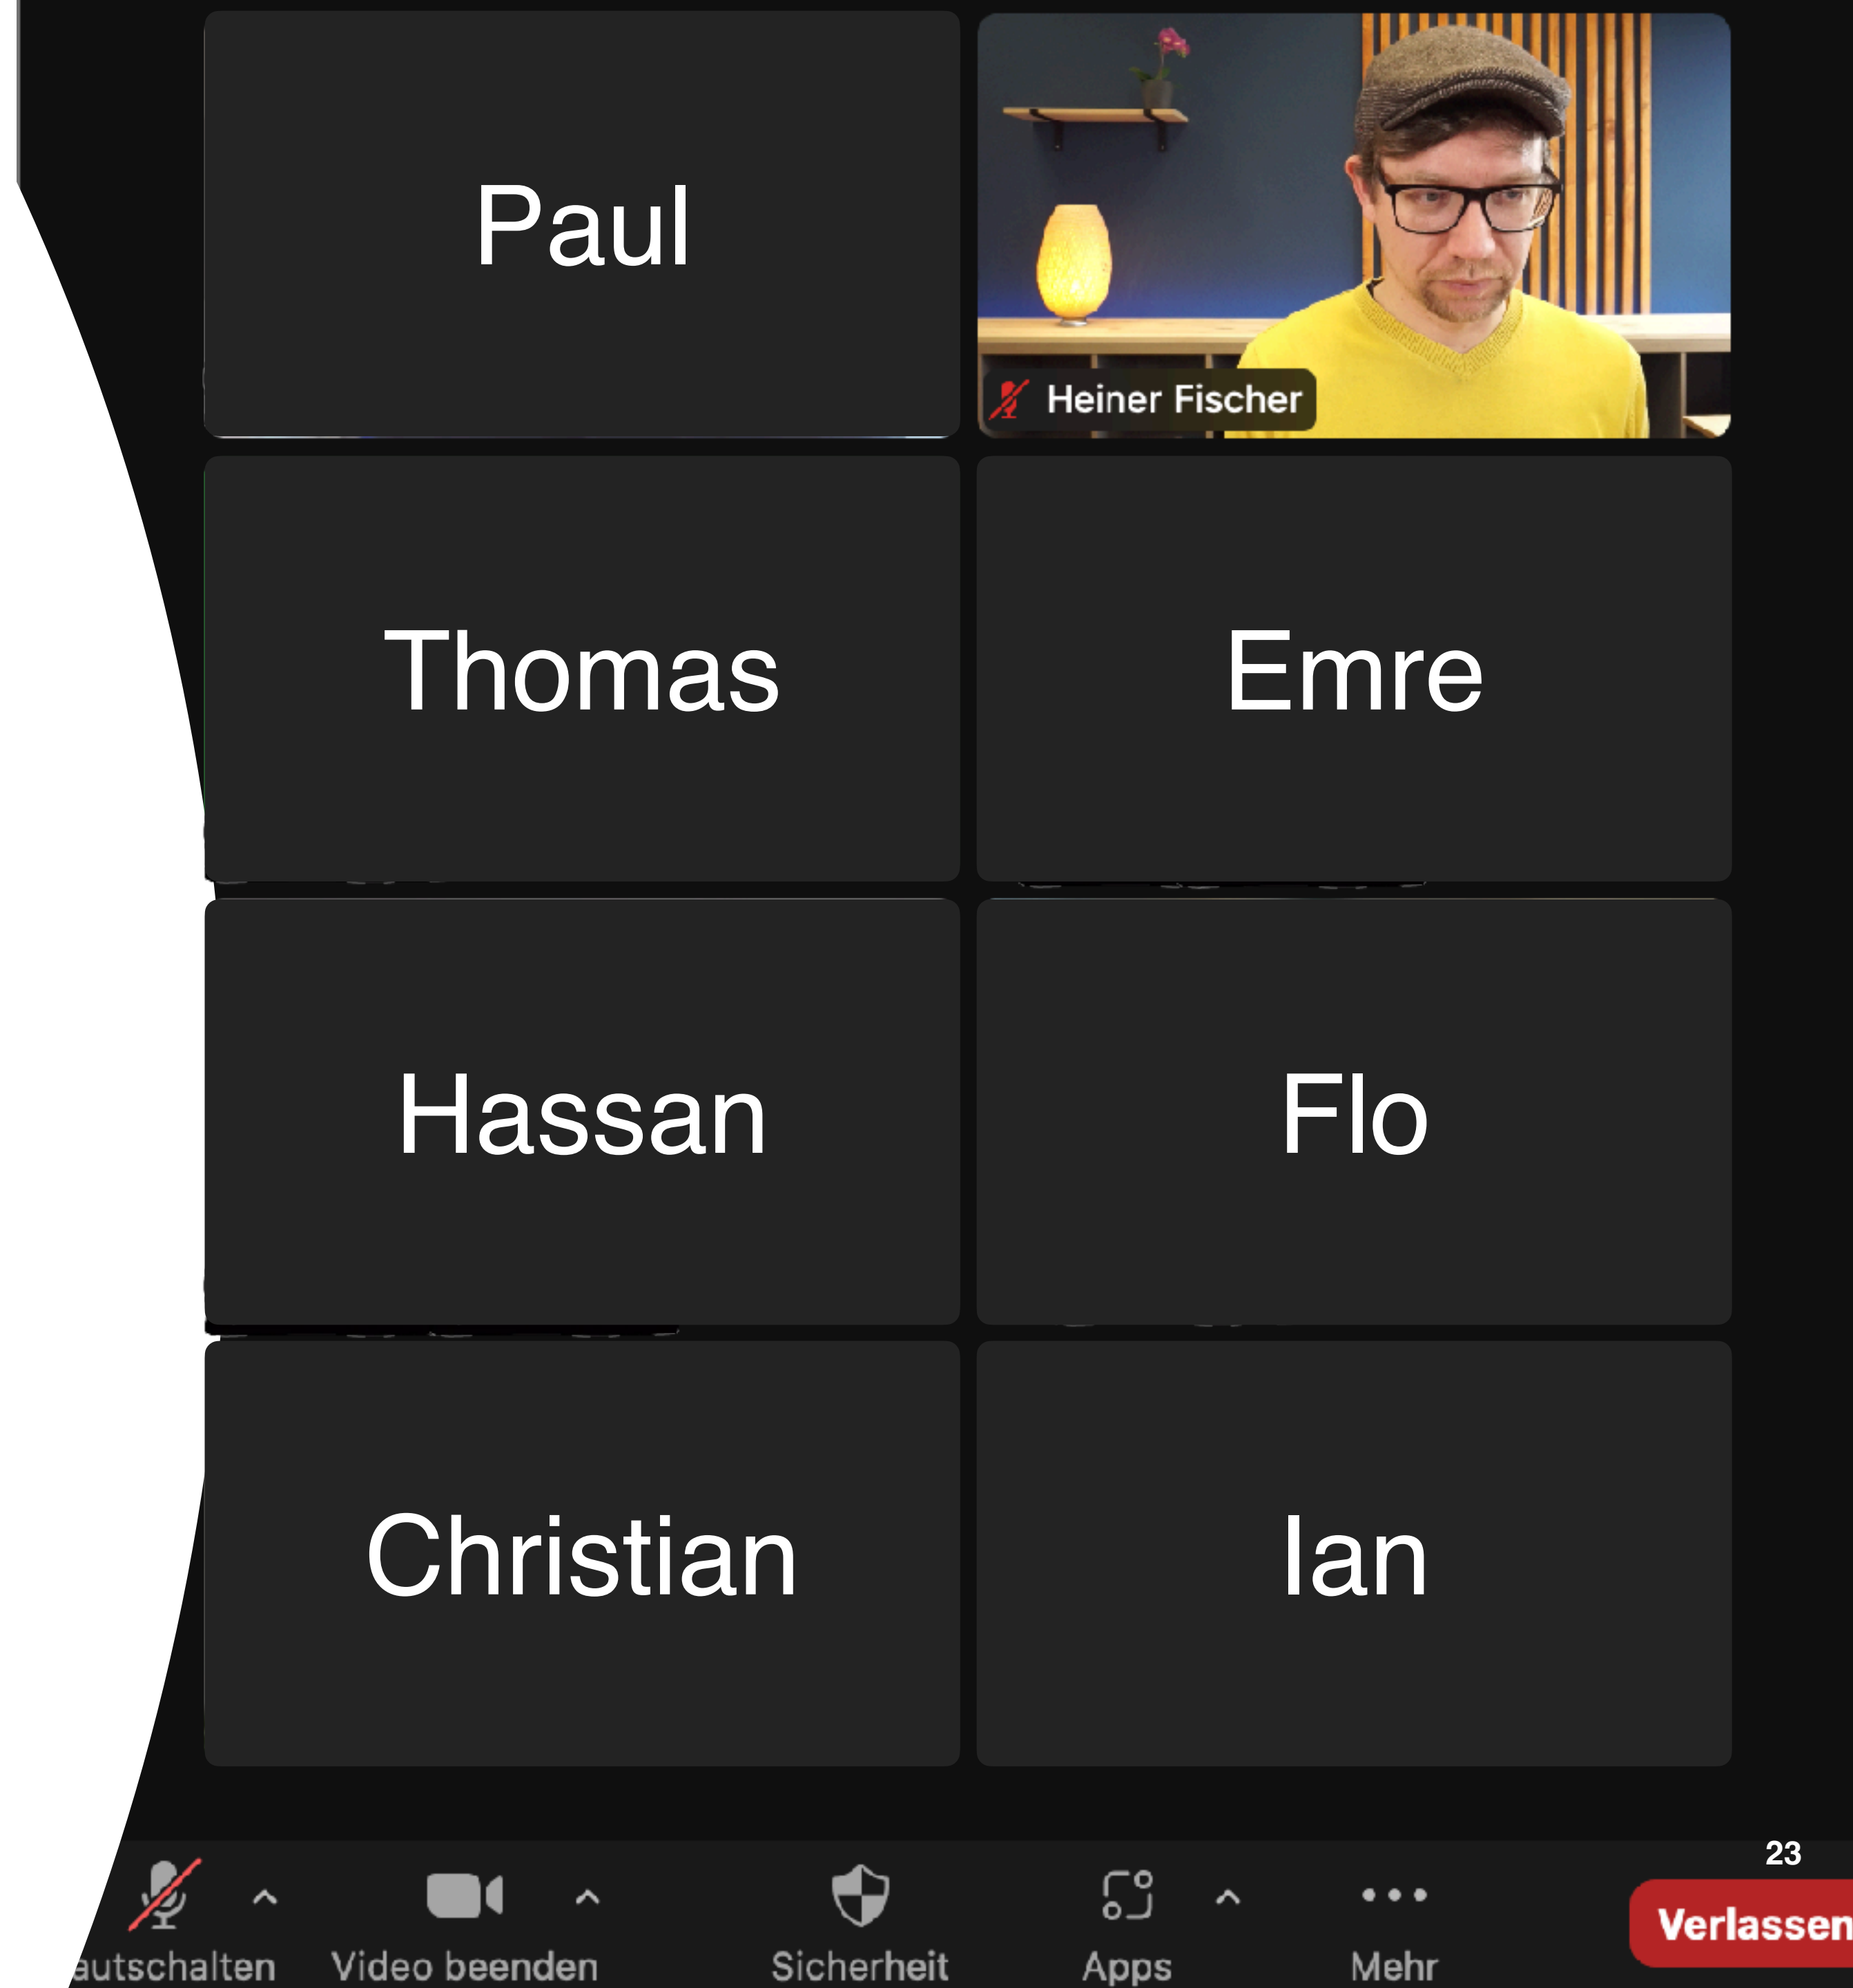 Paul
Heiner Fischer
Thomas
Emre
Hassan
Flo
Christian
Ian
23
Verlassen
autschalten
Video beenden
Sicherheit
Apps
Mehr